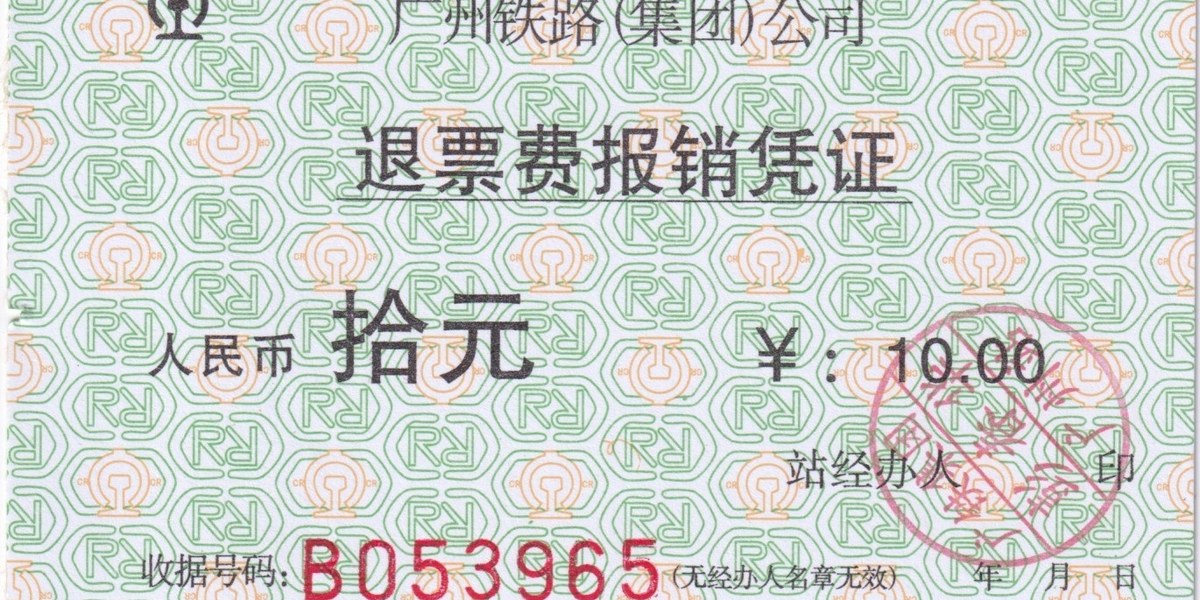 广州铁路(集团)公司
退票费报销凭证
人民币 拾元 ￥: 10.00
站经办人 印
收据号码: B053965 (无经办人名章无效) 年 月 日